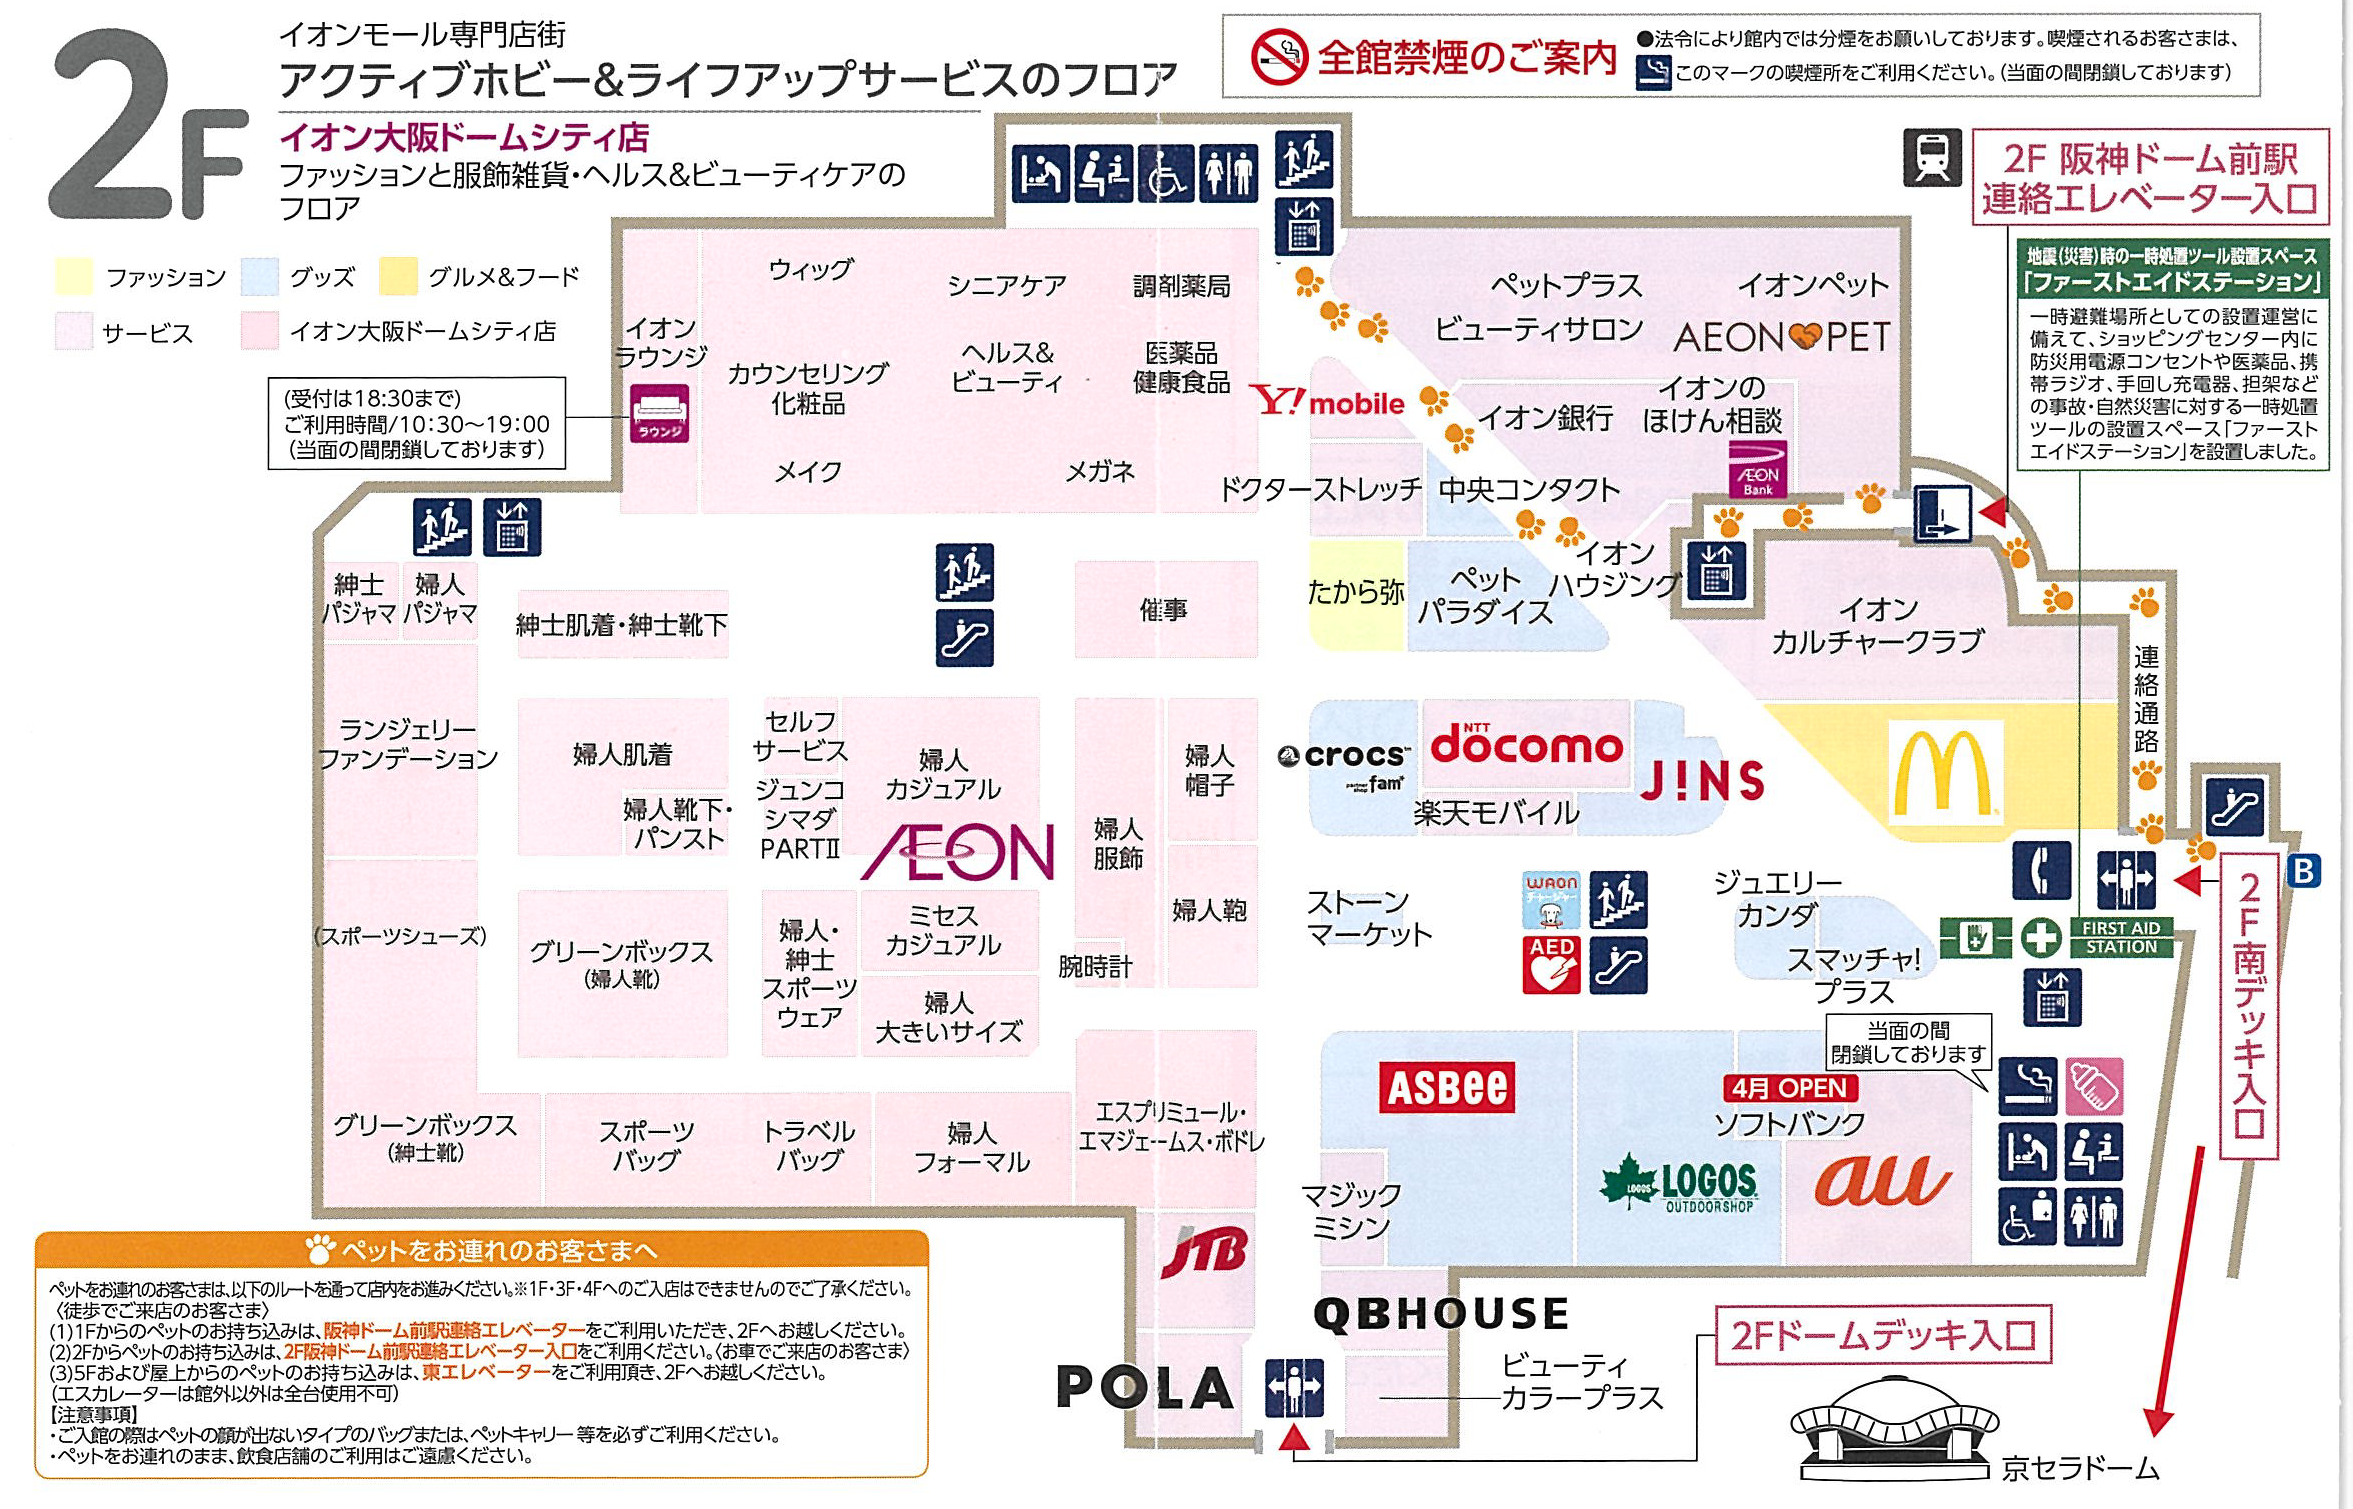 2F
イオンモール専門店街
アクティブホビー&ライフアップサービスのフロア
イオン大阪ドームシティ店
ファッションと服飾雑貨・ヘルス&ビューティケアの
フロア
ファッション
グッズ
グルメ&フード
サービス
イオン大阪ドームシティ店
全館禁煙のご案内
●法令により館内では分煙をお願いしております。喫煙されるお客さまは、
このマークの喫煙所をご利用ください。(当面の間閉鎖しております)
2F 阪神ドーム前駅
連絡エレベーター入口
地震(災害)時の一時処置ツール設置スペース
「ファーストエイドステーション」
一時避難場所としての設置運営に
備えて、ショッピングセンター内に
防災用電源コンセントや医薬品、携
帯ラジオ、手回し充電器、担架など
の事故・自然災害に対する一時処置
ツールの設置スペース「ファースト
エイドステーション」を設置しました。
(受付は18:30まで)
ご利用時間/10:30〜19:00
(当面の間閉鎖しております)
イオン
ラウンジ
ラウンジ
ウィッグ
シニアケア
調剤薬局
カウンセリング
化粧品
ヘルス&
ビューティ
医薬品
健康食品
メイク
メガネ
ペットプラス
ビューティサロン
イオンペット
AEON PET
Y!mobile
イオン銀行
イオンの
ほけん相談
ÆON
Bank
ドクターストレッチ
中央コンタクト
イオン
ハウジング
たから弥
ペット
パラダイス
イオン
カルチャークラブ
連絡通路
紳士
パジャマ
婦人
パジャマ
紳士肌着・紳士靴下
催事
ランジェリー
ファンデーション
婦人肌着
婦人靴下・
パンスト
セルフ
サービス
ジュンコ
シマダ
PARTⅡ
婦人
カジュアル
ÆON
婦人
服飾
婦人
帽子
婦人鞄
腕時計
crocs™
partner shop fam+
NTT
docomo
楽天モバイル
J!NS
(スポーツシューズ)
グリーンボックス
(婦人靴)
婦人・
紳士
スポーツ
ウェア
ミセス
カジュアル
婦人
大きいサイズ
ストーン
マーケット
WAON
チャージャー
AED
ジュエリー
カンダ
スマッチャ!
プラス
FIRST AID
STATION
B
2F南デッキ入口
当面の間
閉鎖しております
グリーンボックス
(紳士靴)
スポーツ
バッグ
トラベル
バッグ
婦人
フォーマル
エスプリミュール・
エマジェームス・ボドレ
ASBee
4月 OPEN
ソフトバンク
マジック
ミシン
LOGOS
LOGOS
OUTDOOR SHOP
au
JTB
QBHOUSE
POLA
ビューティ
カラープラス
2Fドームデッキ入口
京セラドーム
ペットをお連れのお客さまへ
ペットをお連れのお客さまは、以下のルートを通って店内をお進みください。※1F・3F・4Fへのご入店はできませんのでご了承ください。
〈徒歩でご来店のお客さま〉
(1)1Fからのペットのお持ち込みは、阪神ドーム前駅連絡エレベーターをご利用いただき、2Fへお越しください。
(2)2Fからペットのお持ち込みは、2F阪神ドーム前駅連絡エレベーター入口をご利用ください。〈お車でご来店のお客さま〉
(3)5Fおよび屋上からのペットのお持ち込みは、東エレベーターをご利用頂き、2Fへお越しください。
(エスカレーターは館外以外は全台使用不可)
【注意事項】
・ご入館の際はペットの顔が出ないタイプのバッグまたは、ペットキャリー 等を必ずご利用ください。
・ペットをお連れのまま、飲食店舗のご利用はご遠慮ください。